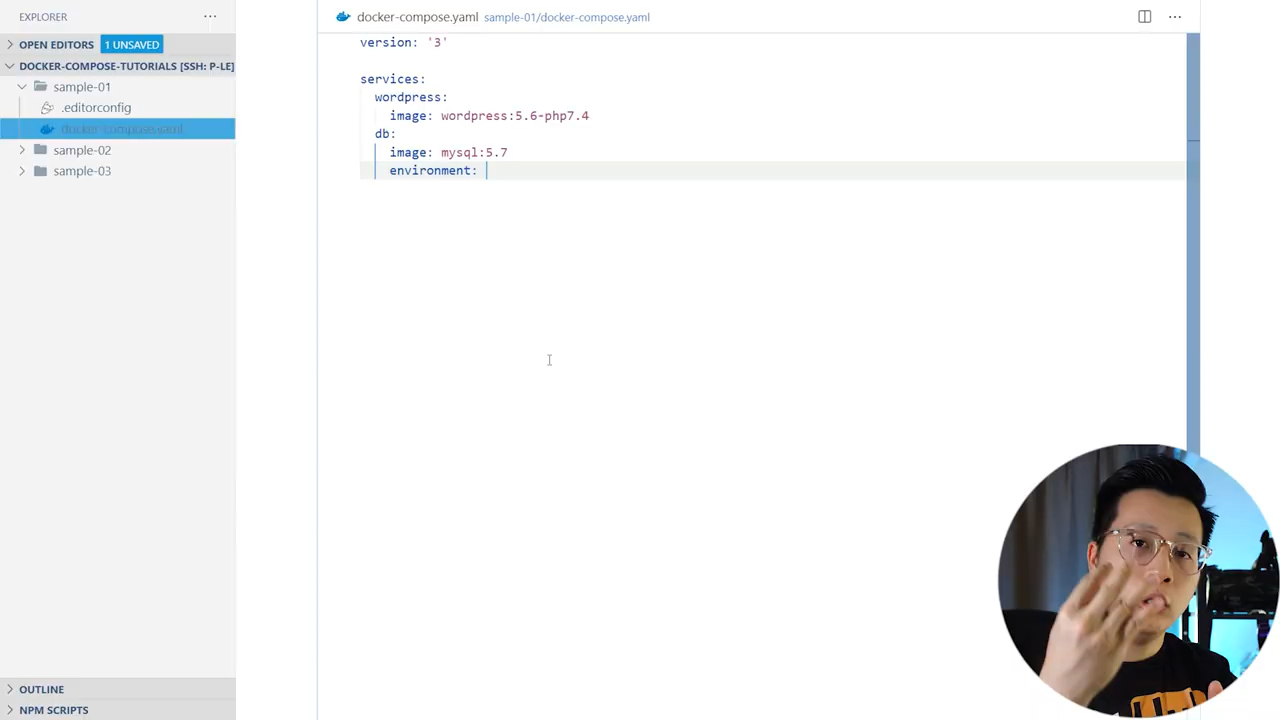 EXPLORER
OPEN EDITORS 1 UNSAVED
DOCKER-COMPOSE-TUTORIALS [SSH: P-LE]
sample-01
.editorconfig
docker-compose.yaml
sample-02
sample-03
OUTLINE
NPM SCRIPTS
docker-compose.yaml sample-01/docker-compose.yaml
version: '3'
services:
wordpress:
image: wordpress:5.6-php7.4
db:
image: mysql:5.7
environment: